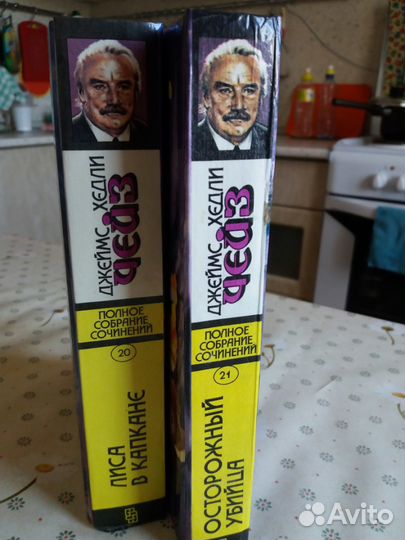 ДЖЕЙМС ХЕДЛИ
ЧЕЙЗ
ПОЛНОЕ
СОБРАНИЕ
СОЧИНЕНИЙ
20
ЛИСА
В КАПКАНЕ
ДЖЕЙМС ХЕДЛИ
ЧЕЙЗ
ПОЛНОЕ
СОБРАНИЕ
СОЧИНЕНИЙ
21
ОСТОРОЖНЫЙ
УБИЙЦА
Avito